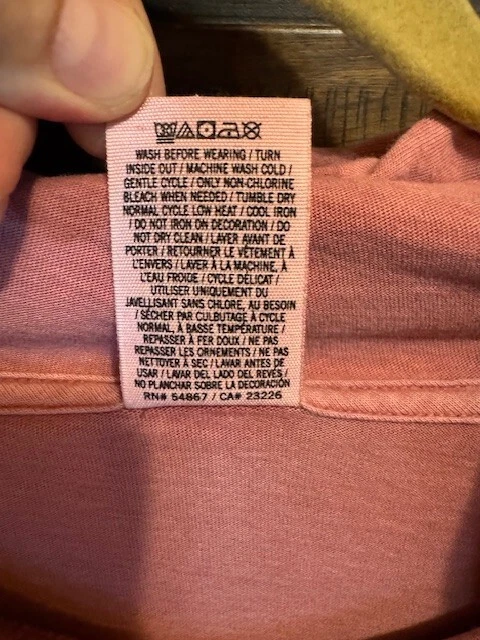 WASH BEFORE WEARING / TURN
INSIDE OUT / MACHINE WASH COLD /
GENTLE CYCLE / ONLY NON-CHLORINE
BLEACH WHEN NEEDED / TUMBLE DRY
NORMAL CYCLE LOW HEAT / COOL IRON
/ DO NOT IRON ON DECORATION / DO
NOT DRY CLEAN / LAVER AVANT DE
PORTER / RETOURNER LE VÊTEMENT À
L'ENVERS / LAVER À LA MACHINE, À
L'EAU FROIDE / CYCLE DÉLICAT /
UTILISER UNIQUEMENT DU
JAVELLISANT SANS CHLORE, AU BESOIN
/ SÉCHER PAR CULBUTAGE À CYCLE
NORMAL, À BASSE TEMPÉRATURE /
REPASSER À FER DOUX / NE PAS
REPASSER LES ORNEMENTS / NE PAS
NETTOYER À SEC / LAVAR ANTES DE
USAR / LAVAR DEL LADO DEL REVÉS /
NO PLANCHAR SOBRE LA DECORACIÓN
RN# 54867 / CA# 23226